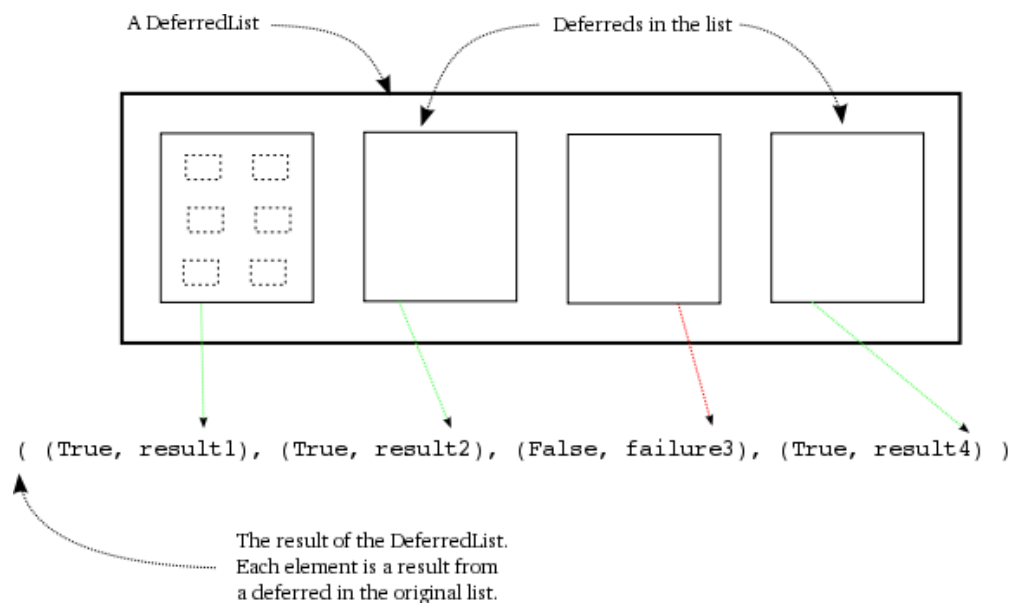 A DeferredList
Deferreds in the list
( (True, result1), (True, result2), (False, failure3), (True, result4) )
The result of the DeferredList.
Each element is a result from
a deferred in the original list.